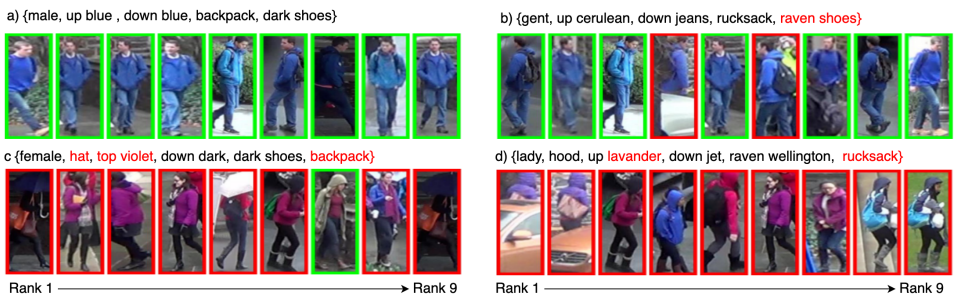 a) {male, up blue , down blue, backpack, dark shoes}
b) {gent, up cerulean, down jeans, rucksack, raven shoes}
c {female, hat, top violet, down dark, dark shoes, backpack}
d) {lady, hood, up lavander, down jet, raven wellington, rucksack}
Rank 1
Rank 9
Rank 1
Rank 9